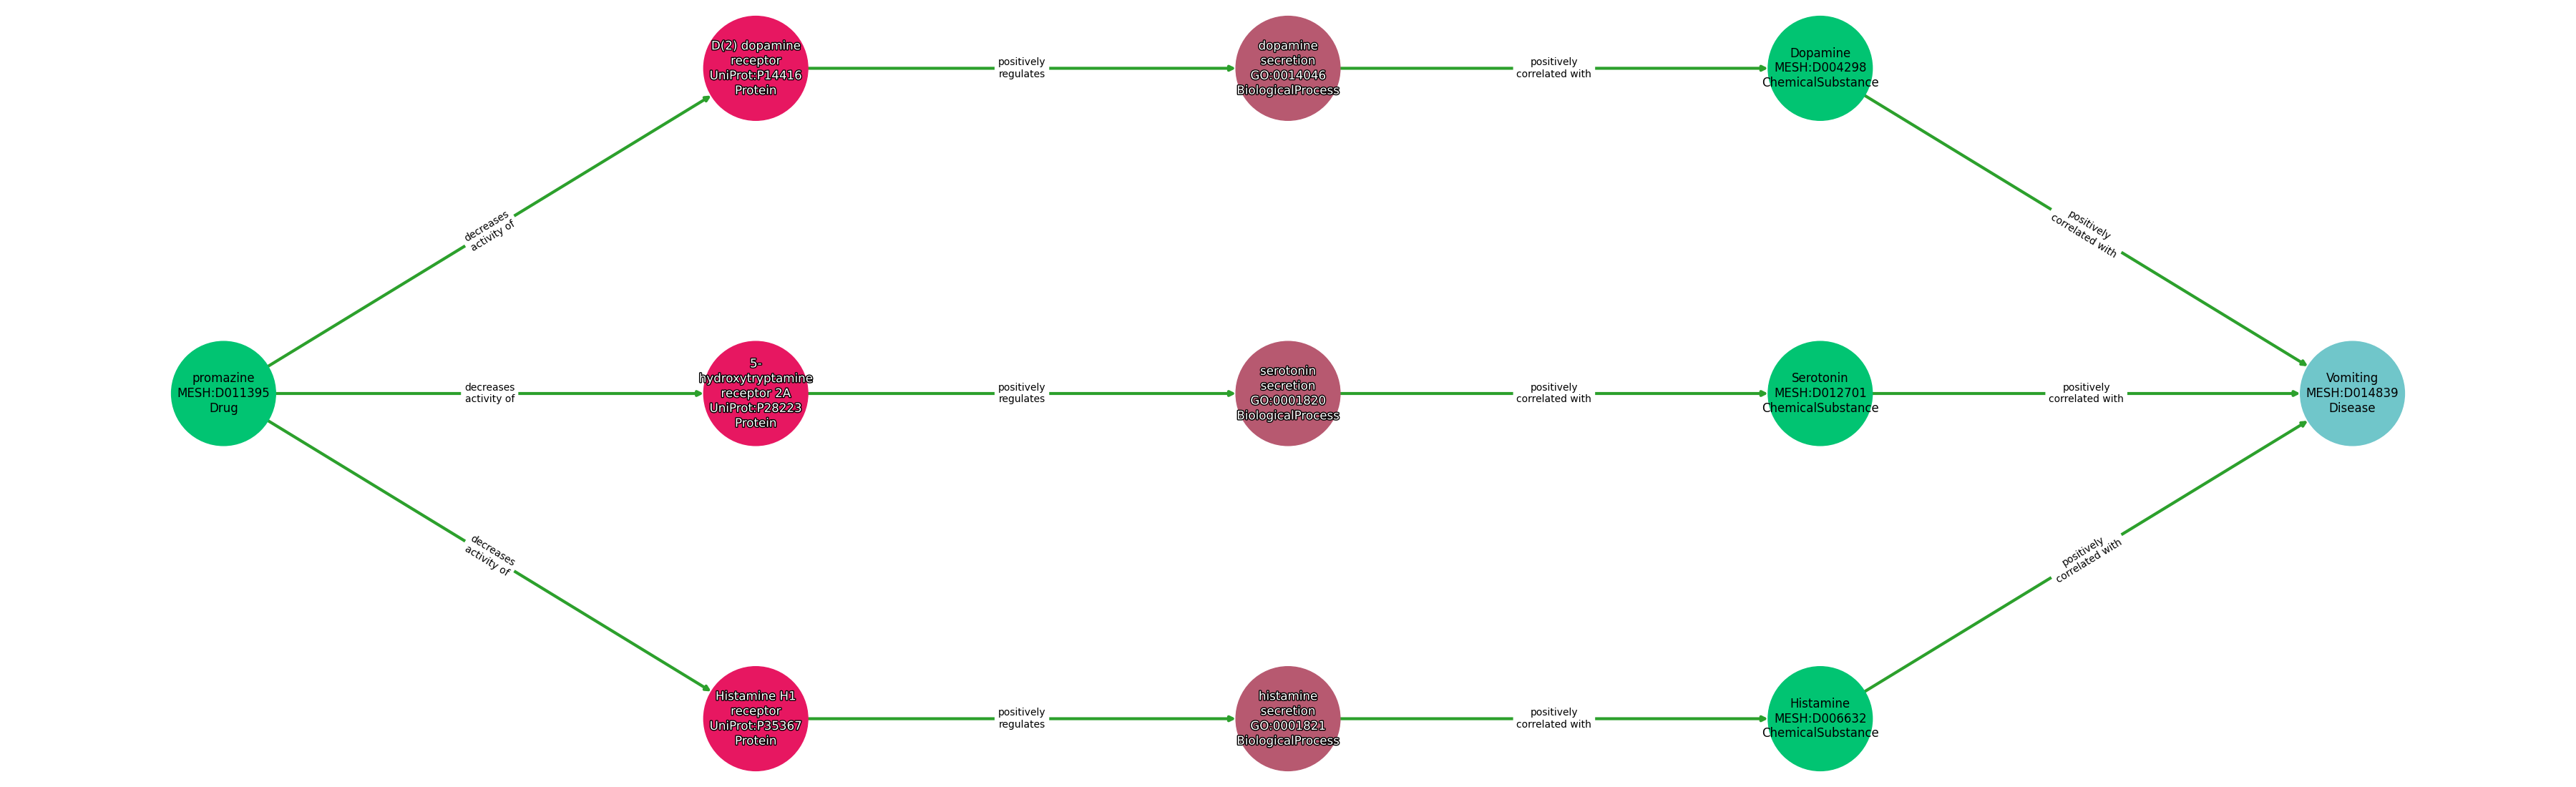 D(2) dopamine
receptor
UniProt:P14416
Protein
positively
regulates
dopamine
secretion
GO:0014046
BiologicalProcess
positively
correlated with
Dopamine
MESH:D004298
ChemicalSubstance
decreases
activity of
positively
correlated with
promazine
MESH:D011395
Drug
decreases
activity of
5-
hydroxytryptamine
receptor 2A
UniProt:P28223
Protein
positively
regulates
serotonin
secretion
GO:0001820
BiologicalProcess
positively
correlated with
Serotonin
MESH:D012701
ChemicalSubstance
positively
correlated with
Vomiting
MESH:D014839
Disease
decreases
activity of
positively
correlated with
Histamine H1
receptor
UniProt:P35367
Protein
positively
regulates
histamine
secretion
GO:0001821
BiologicalProcess
positively
correlated with
Histamine
MESH:D006632
ChemicalSubstance